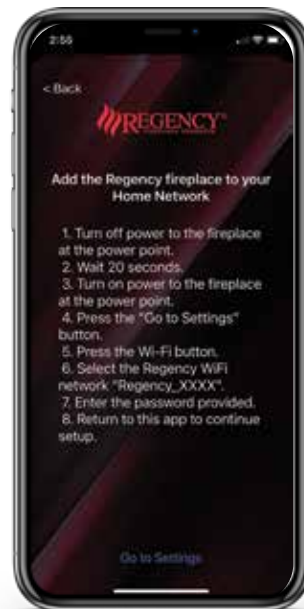 2:55
< Back
REGENCY
Add the Regency fireplace to your
Home Network
1. Turn off power to the fireplace
at the power point.
2. Wait 20 seconds.
3. Turn on power to the fireplace
at the power point.
4. Press the "Go to Settings"
button.
5. Press the Wi-Fi button.
6. Select the Regency WiFi
network "Regency_XXXX".
7. Enter the password provided.
8. Return to this app to continue
setup.
Go to Settings